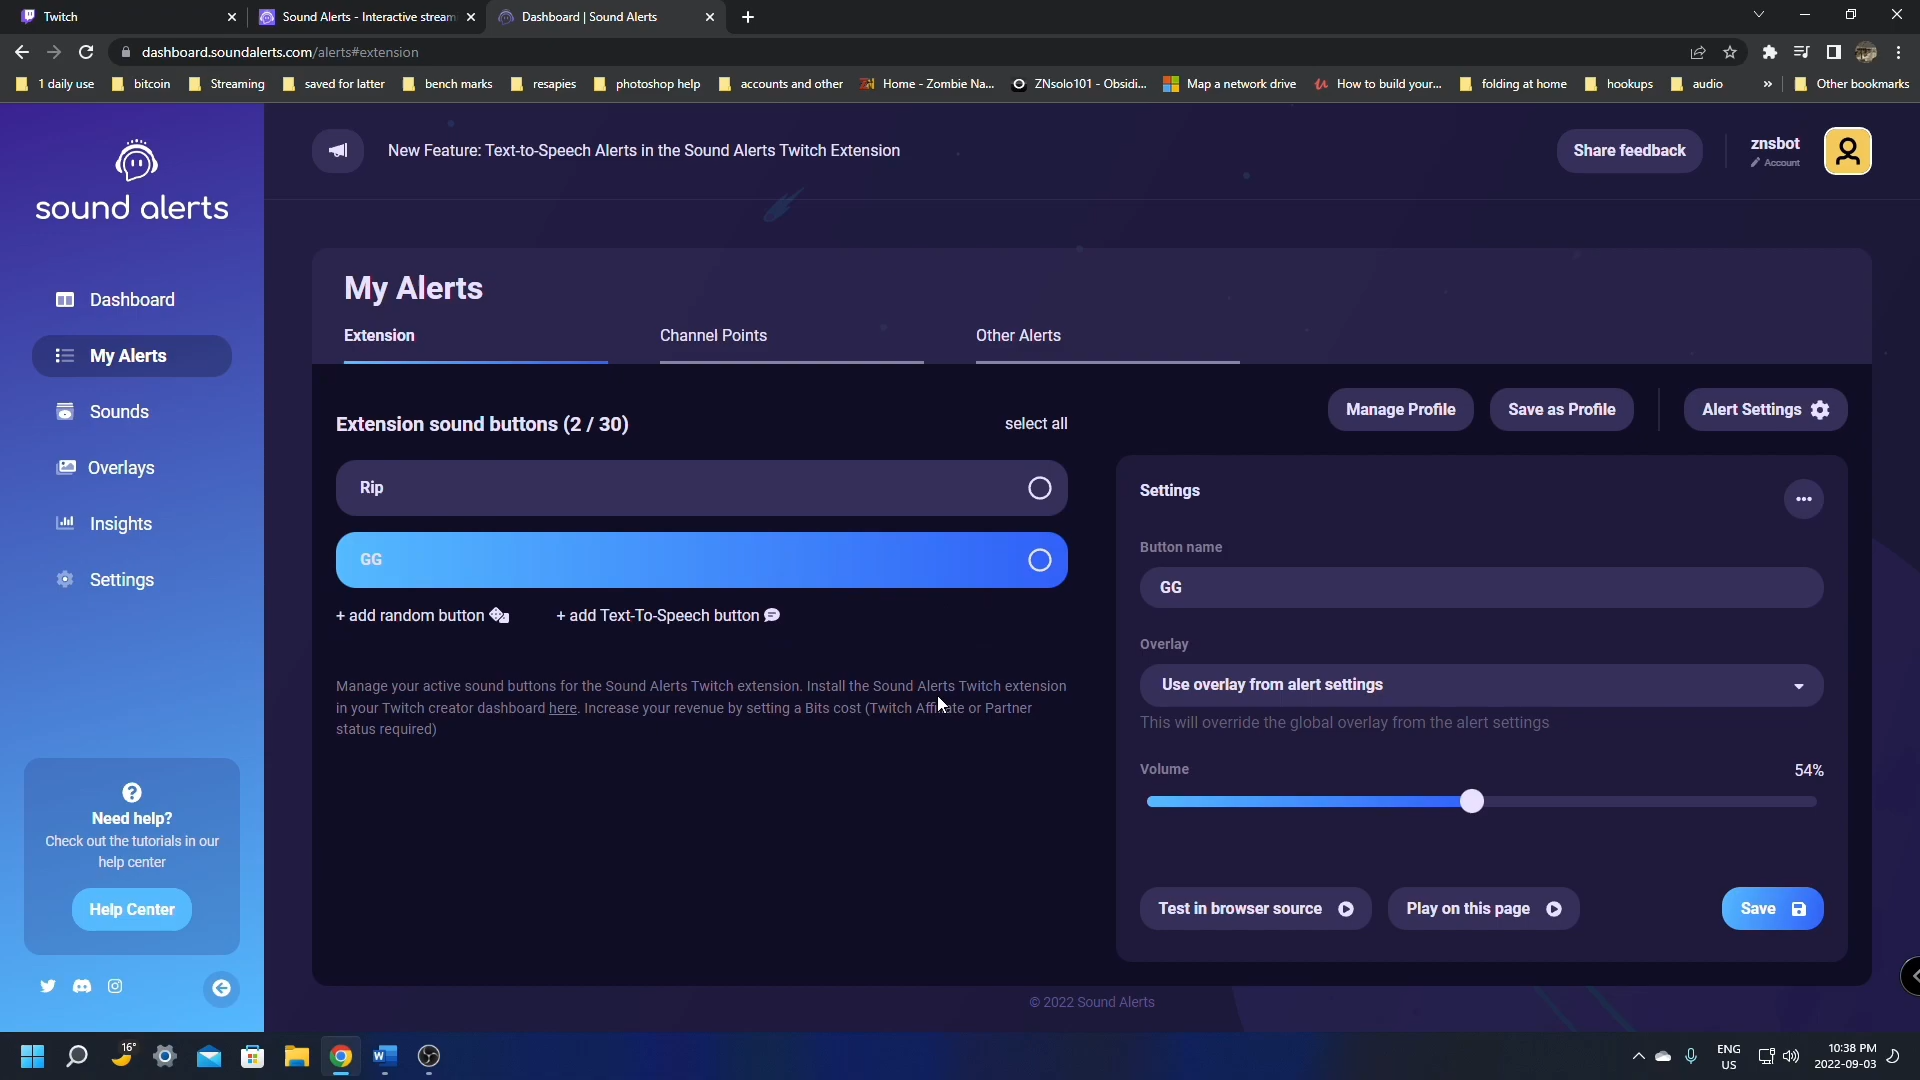 Twitch
Sound Alerts - Interactive stream
Dashboard | Sound Alerts
dashboard.soundalerts.com/alerts#extension
1 daily use
bitcoin
Streaming
saved for latter
bench marks
resapies
photoshop help
accounts and other
Home - Zombie Na...
ZNsolo101 - Obsidi...
Map a network drive
How to build your...
folding at home
hookups
audio
»
Other bookmarks
sound alerts
New Feature: Text-to-Speech Alerts in the Sound Alerts Twitch Extension
Share feedback
znsbot
Account
Dashboard
My Alerts
Sounds
Overlays
Insights
Settings
Need help?
Check out the tutorials in our
help center
Help Center
My Alerts
Extension
Channel Points
Other Alerts
Extension sound buttons (2 / 30)
select all
Rip
GG
+ add random button
+ add Text-To-Speech button
Manage your active sound buttons for the Sound Alerts Twitch extension. Install the Sound Alerts Twitch extension
in your Twitch creator dashboard here. Increase your revenue by setting a Bits cost (Twitch Affiliate or Partner
status required)
Manage Profile
Save as Profile
Alert Settings
Settings
Button name
GG
Overlay
Use overlay from alert settings
This will override the global overlay from the alert settings
Volume
54%
Test in browser source
Play on this page
Save
© 2022 Sound Alerts
16°
ENG
US
10:38 PM
2022-09-03